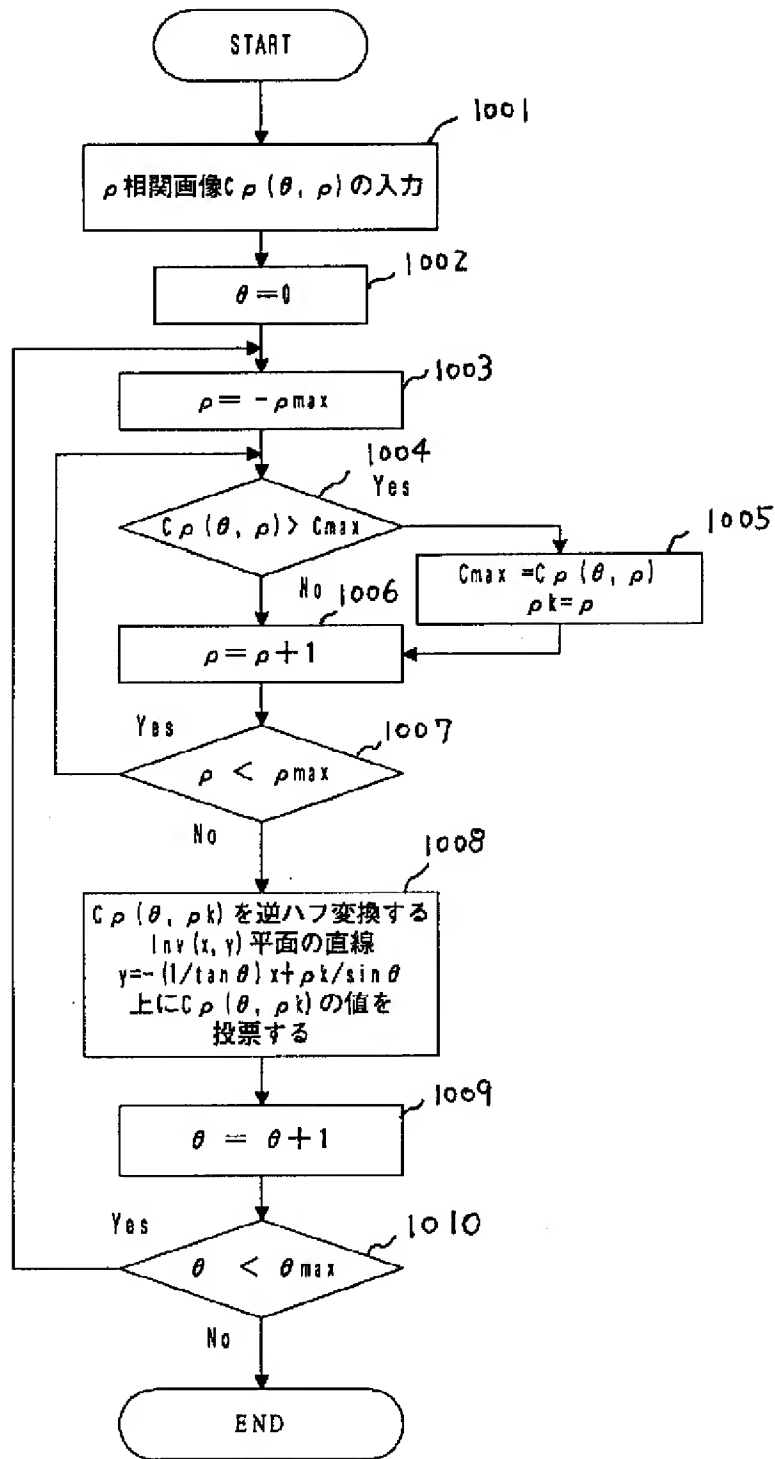 START
1001
ρ相関画像Cρ(θ, ρ)の入力
1002
θ=0
1003
ρ= -ρmax
1004
Yes
Cρ(θ, ρ)> Cmax
1005
Cmax =Cρ(θ, ρ)
ρk=ρ
No
1006
ρ=ρ+1
Yes
1007
ρ < ρmax
No
1008
Cρ(θ, ρk)を逆ハフ変換する
Inv(x, y)平面の直線
y=-(1/tanθ)x+ρk/sinθ
上にCρ(θ, ρk)の値を
投票する
1009
θ = θ+1
Yes
1010
θ < θmax
No
END